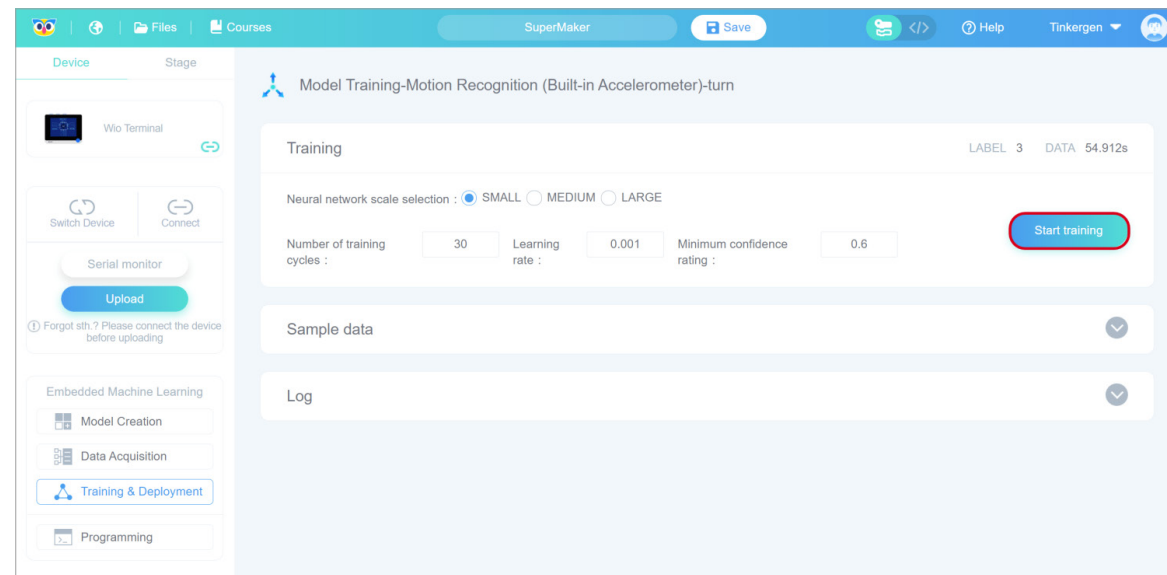 Files
Courses
SuperMaker
Save
</>
Help
Tinkergen
Device
Stage
Wio Terminal
Switch Device
Connect
Serial monitor
Upload
Forgot sth.? Please connect the device
before uploading
Embedded Machine Learning
Model Creation
Data Acquisition
Training & Deployment
Programming
Model Training-Motion Recognition (Built-in Accelerometer)-turn
Training
LABEL 3 DATA 54.912s
Neural network scale selection : SMALL MEDIUM LARGE
Number of training
cycles :
30
Learning
rate :
0.001
Minimum confidence
rating :
0.6
Start training
Sample data
Log